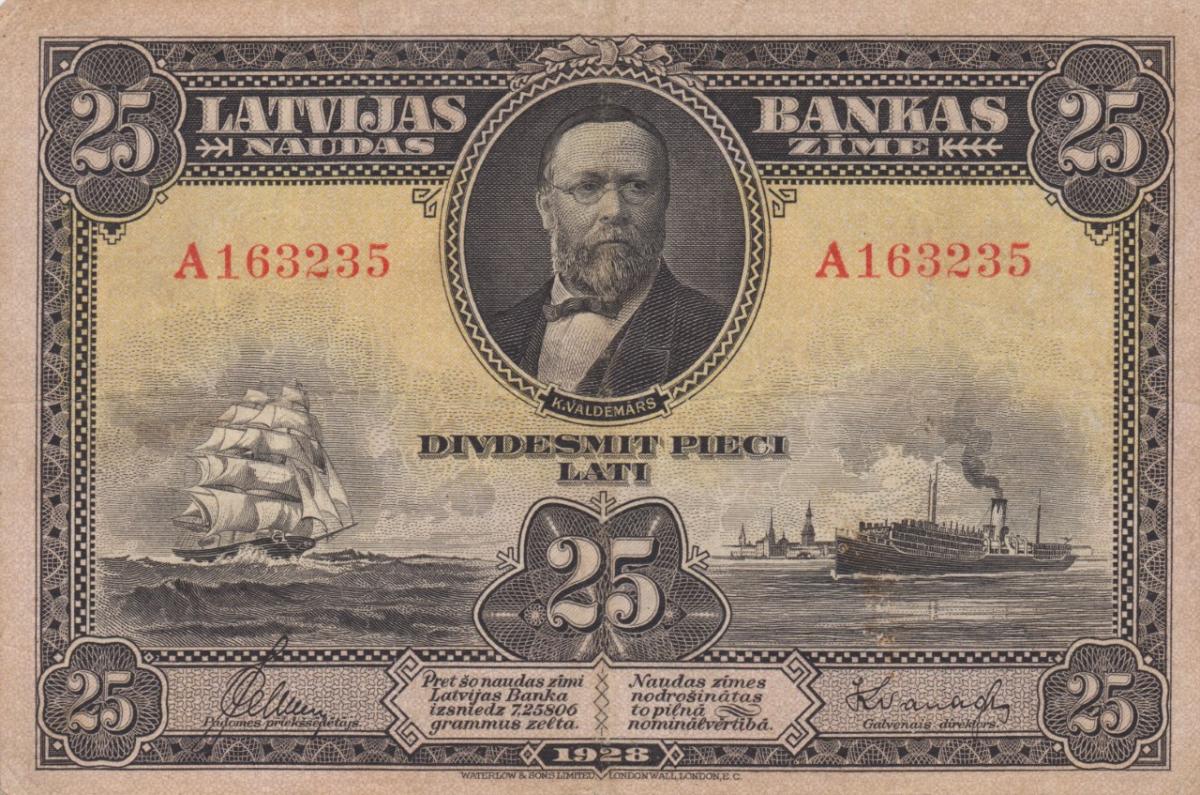 25
25
LATVIJAS
BANKAS
NAUDAS
ZĪME
A163235
A163235
K.VALDEMĀRS
DIVDESMIT PIECI
LATI
25
25
25
Pret šo naudas zīmi
Latvijas Banka
izsniedz 7,25806
grammus zelta.
Naudas zīmes
nodrošinātas
to pilnā
nominālvērtībā.
Padomes priekšsēdētājs.
Kvanagh
Galvenais direktors.
1928
WATERLOW & SONS LIMITED, LONDON WALL, LONDON, E.C.